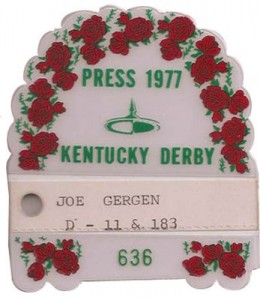 PRESS 1977
KENTUCKY DERBY
JOE GERGEN
D - 11 & 183
636